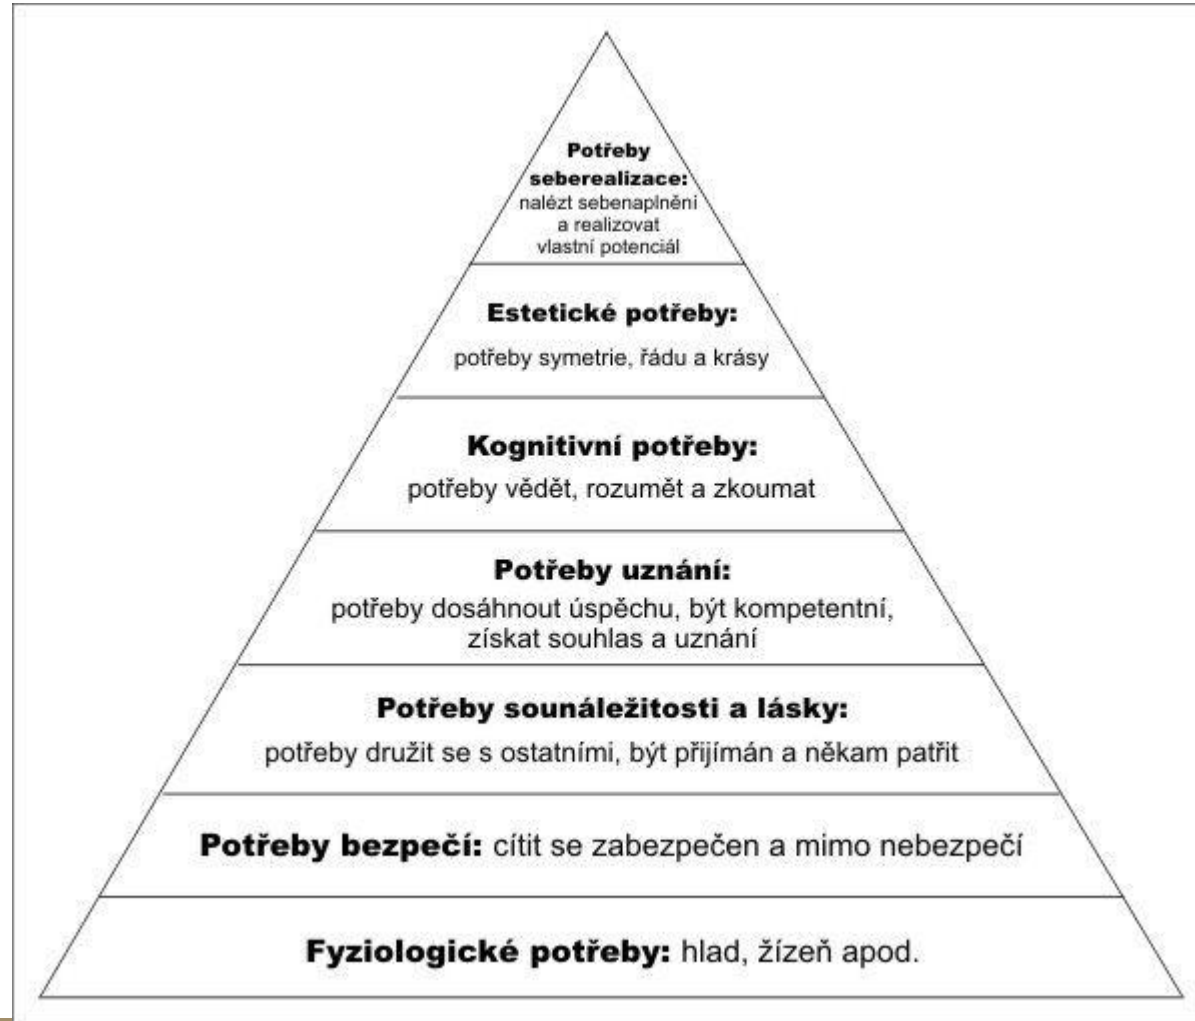 Potřeby
seberealizace:
nalézt sebenaplnění
a realizovat
vlastní potenciál
Estetické potřeby:
potřeby symetrie, řádu a krásy
Kognitivní potřeby:
potřeby vědět, rozumět a zkoumat
Potřeby uznání:
potřeby dosáhnout úspěchu, být kompetentní,
získat souhlas a uznání
Potřeby sounáležitosti a lásky:
potřeby družit se s ostatními, být přijímán a někam patřit
Potřeby bezpečí: cítit se zabezpečen a mimo nebezpečí
Fyziologické potřeby: hlad, žízeň apod.